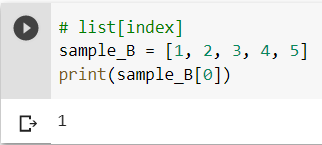 # list[index]
sample_B = [1, 2, 3, 4, 5]
print(sample_B[0])
1